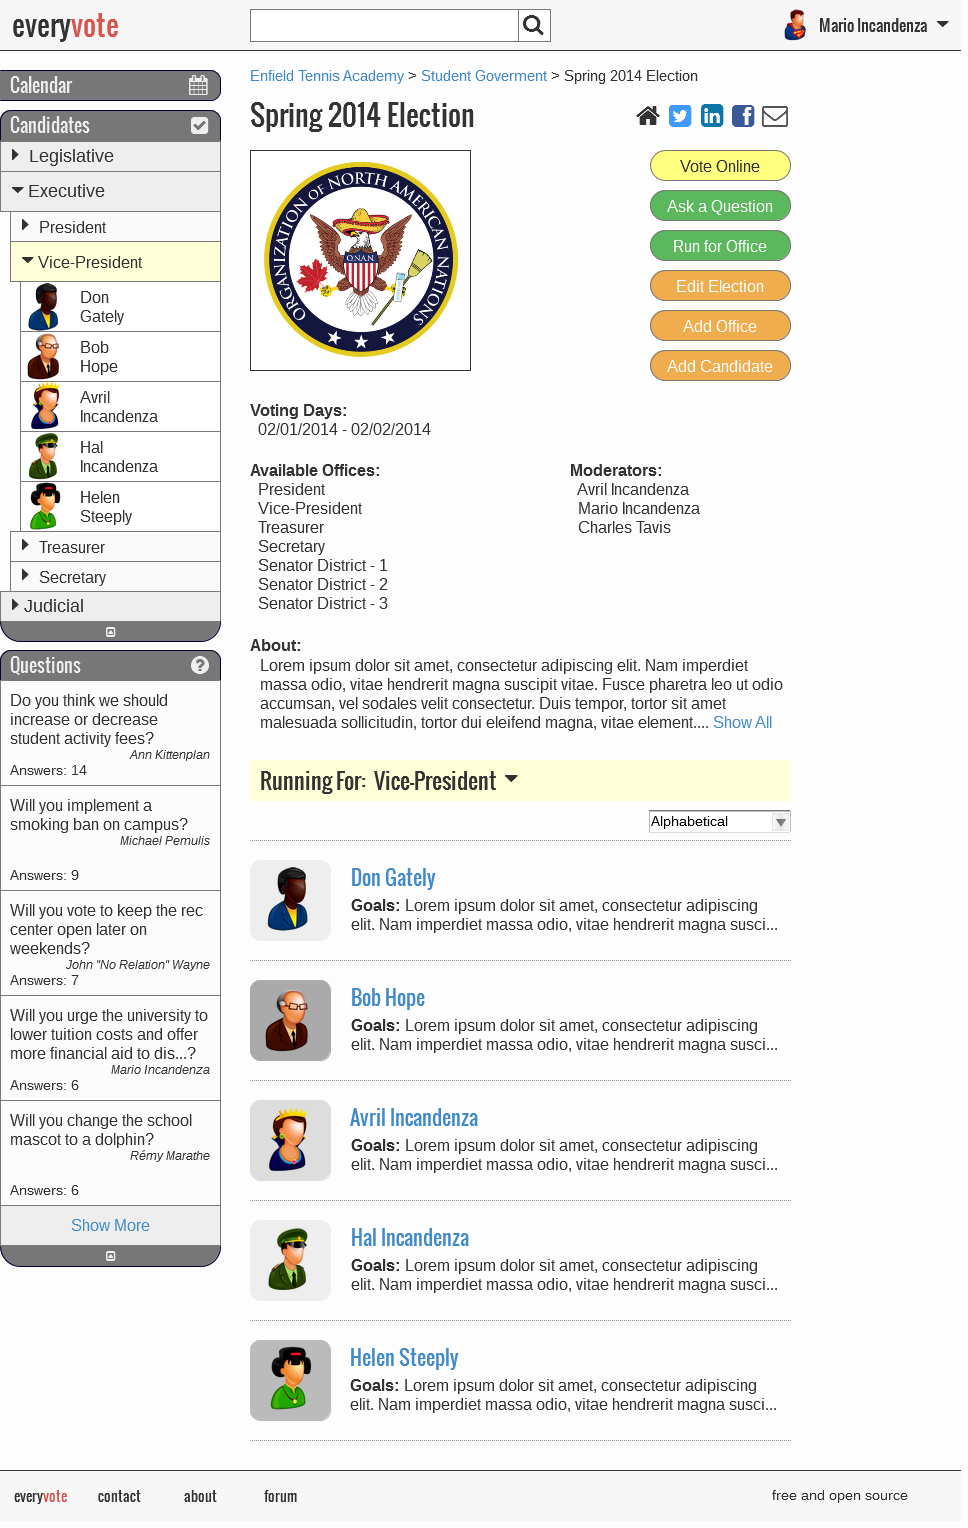 everyvote
Mario Incandenza
Enfield Tennis Academy > Student Goverment > Spring 2014 Election
Spring 2014 Election
Calendar
Candidates
Legislative
Executive
President
Vice-President
Don
Gately
Bob
Hope
Avril
Incandenza
Hal
Incandenza
Helen
Steeply
Treasurer
Secretary
Judicial
Questions
Do you think we should
increase or decrease
student activity fees?
Ann Kittenplan
Answers: 14
Will you implement a
smoking ban on campus?
Michael Pemulis
Answers: 9
Will you vote to keep the rec
center open later on
weekends?
John "No Relation" Wayne
Answers: 7
Will you urge the university to
lower tuition costs and offer
more financial aid to dis...?
Mario Incandenza
Answers: 6
Will you change the school
mascot to a dolphin?
Rémy Marathe
Answers: 6
Show More
ORGANIZATION OF NORTH AMERICAN NATIONS
O.N.A.N.
Vote Online
Ask a Question
Run for Office
Edit Election
Add Office
Add Candidate
Voting Days:
02/01/2014 - 02/02/2014
Available Offices:
President
Vice-President
Treasurer
Secretary
Senator District - 1
Senator District - 2
Senator District - 3
Moderators:
Avril Incandenza
Mario Incandenza
Charles Tavis
About:
Lorem ipsum dolor sit amet, consectetur adipiscing elit. Nam imperdiet
massa odio, vitae hendrerit magna suscipit vitae. Fusce pharetra leo ut odio
accumsan, vel sodales velit consectetur. Duis tempor, tortor sit amet
malesuada sollicitudin, tortor dui eleifend magna, vitae element.... Show All
Running For: Vice-President
Alphabetical
Don Gately
Goals: Lorem ipsum dolor sit amet, consectetur adipiscing
elit. Nam imperdiet massa odio, vitae hendrerit magna susci...
Bob Hope
Goals: Lorem ipsum dolor sit amet, consectetur adipiscing
elit. Nam imperdiet massa odio, vitae hendrerit magna susci...
Avril Incandenza
Goals: Lorem ipsum dolor sit amet, consectetur adipiscing
elit. Nam imperdiet massa odio, vitae hendrerit magna susci...
Hal Incandenza
Goals: Lorem ipsum dolor sit amet, consectetur adipiscing
elit. Nam imperdiet massa odio, vitae hendrerit magna susci...
Helen Steeply
Goals: Lorem ipsum dolor sit amet, consectetur adipiscing
elit. Nam imperdiet massa odio, vitae hendrerit magna susci...
everyvote contact about forum free and open source